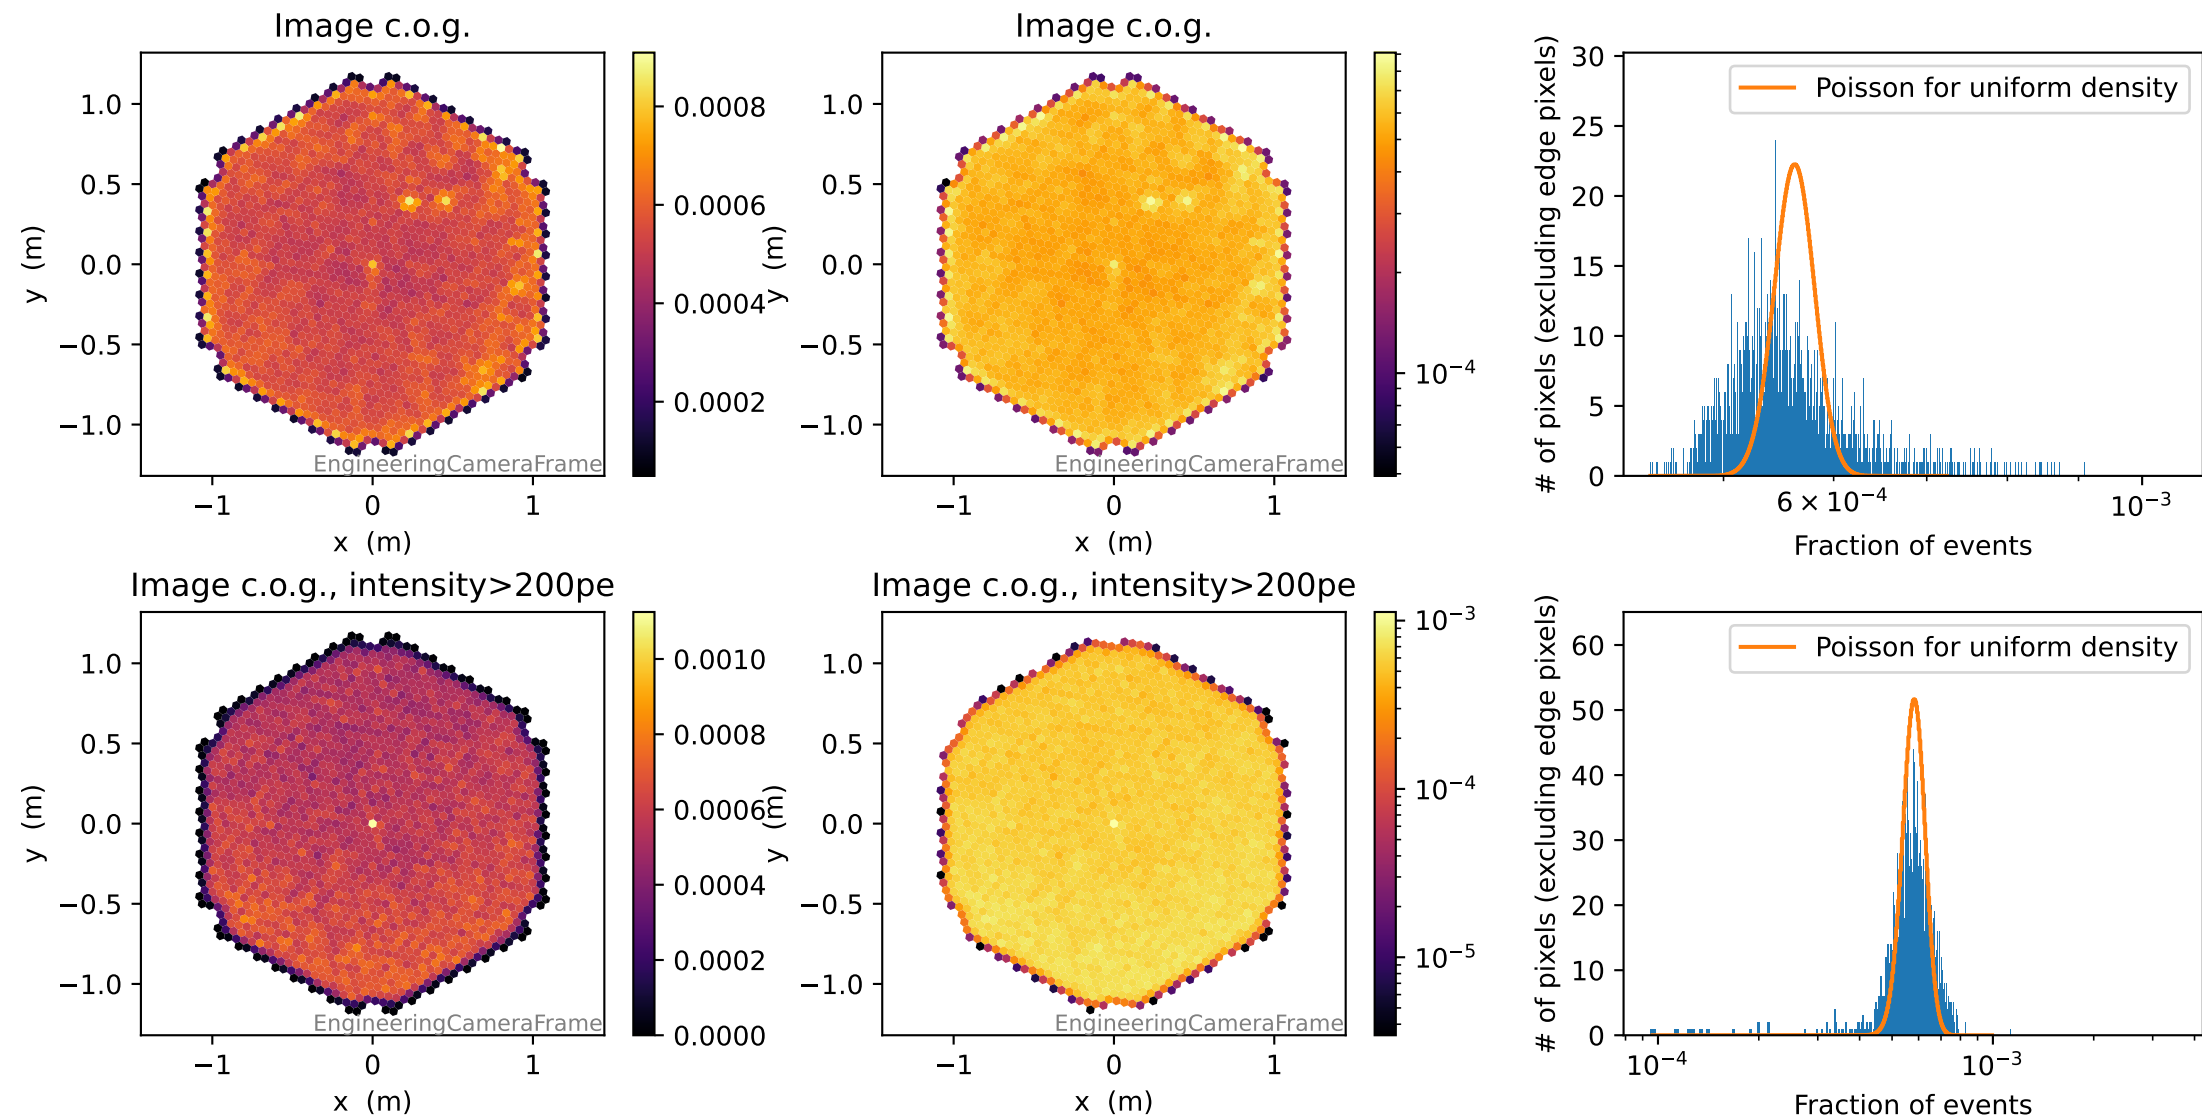 Image c.o.g.
y (m)
1.0
0.5
0.0
−0.5
−1.0
−1 0 1
x (m)
EngineeringCameraFrame
0.0008
0.0006
0.0004
0.0002
Image c.o.g.
y (m)
1.0
0.5
0.0
−0.5
−1.0
−1 0 1
x (m)
EngineeringCameraFrame
10⁻⁴
# of pixels (excluding edge pixels)
30
25
20
15
10
5
0
Poisson for uniform density
6 × 10⁻⁴ 10⁻³
Fraction of events
Image c.o.g., intensity>200pe
y (m)
1.0
0.5
0.0
−0.5
−1.0
−1 0 1
x (m)
EngineeringCameraFrame
0.0010
0.0008
0.0006
0.0004
0.0002
0.0000
Image c.o.g., intensity>200pe
y (m)
1.0
0.5
0.0
−0.5
−1.0
−1 0 1
x (m)
EngineeringCameraFrame
10⁻³
10⁻⁴
10⁻⁵
# of pixels (excluding edge pixels)
60
50
40
30
20
10
0
Poisson for uniform density
10⁻⁴ 10⁻³
Fraction of events